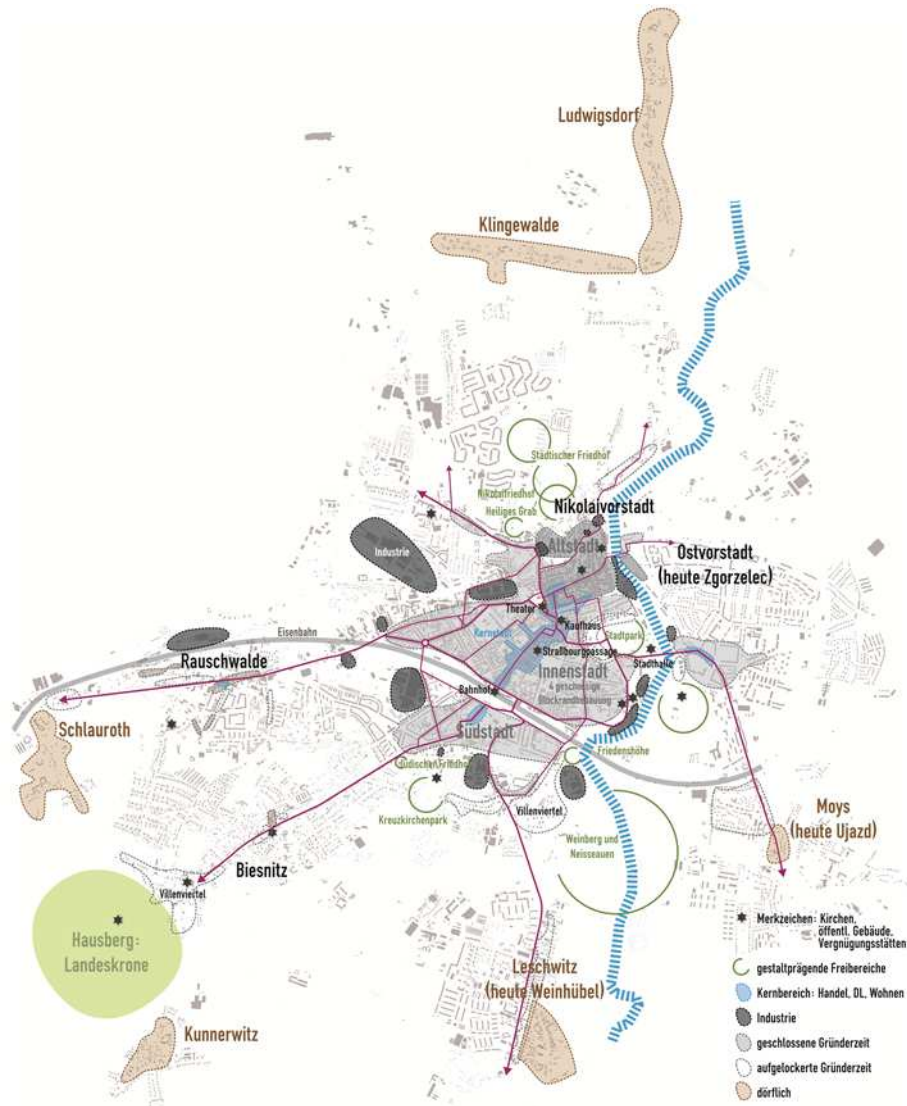 Ludwigsdorf
Klingewalde
Städtischer Friedhof
Nikolaifriedhof
Heiliges Grab
Nikolaivorstadt
Altstadt
Industrie
Ostvorstadt
(heute Zgorzelec)
Theater
Kaufhaus
Kernstadt
Stadtpark
Eisenbahn
Straßbourgpassage
Stadthalle
Rauschwalde
Innenstadt
4 geschossige
Blockrandbebauung
Bahnhof
Schlauroth
Südstadt
Friedenshöhe
Jüdischer Friedhof
Kreuzkirchenpark
Villenviertel
Moys
(heute Ujazd)
Weinberg und
Neisseauen
Biesnitz
Villenviertel
Hausberg:
Landeskrone
Leschwitz
(heute Weinhübel)
Kunnerwitz
Merkzeichen: Kirchen,
öffentl. Gebäude,
Vergnügungsstätten
gestaltprägende Freibereiche
Kernbereich: Handel, DL, Wohnen
Industrie
geschlossene Gründerzeit
aufgelockerte Gründerzeit
dörflich